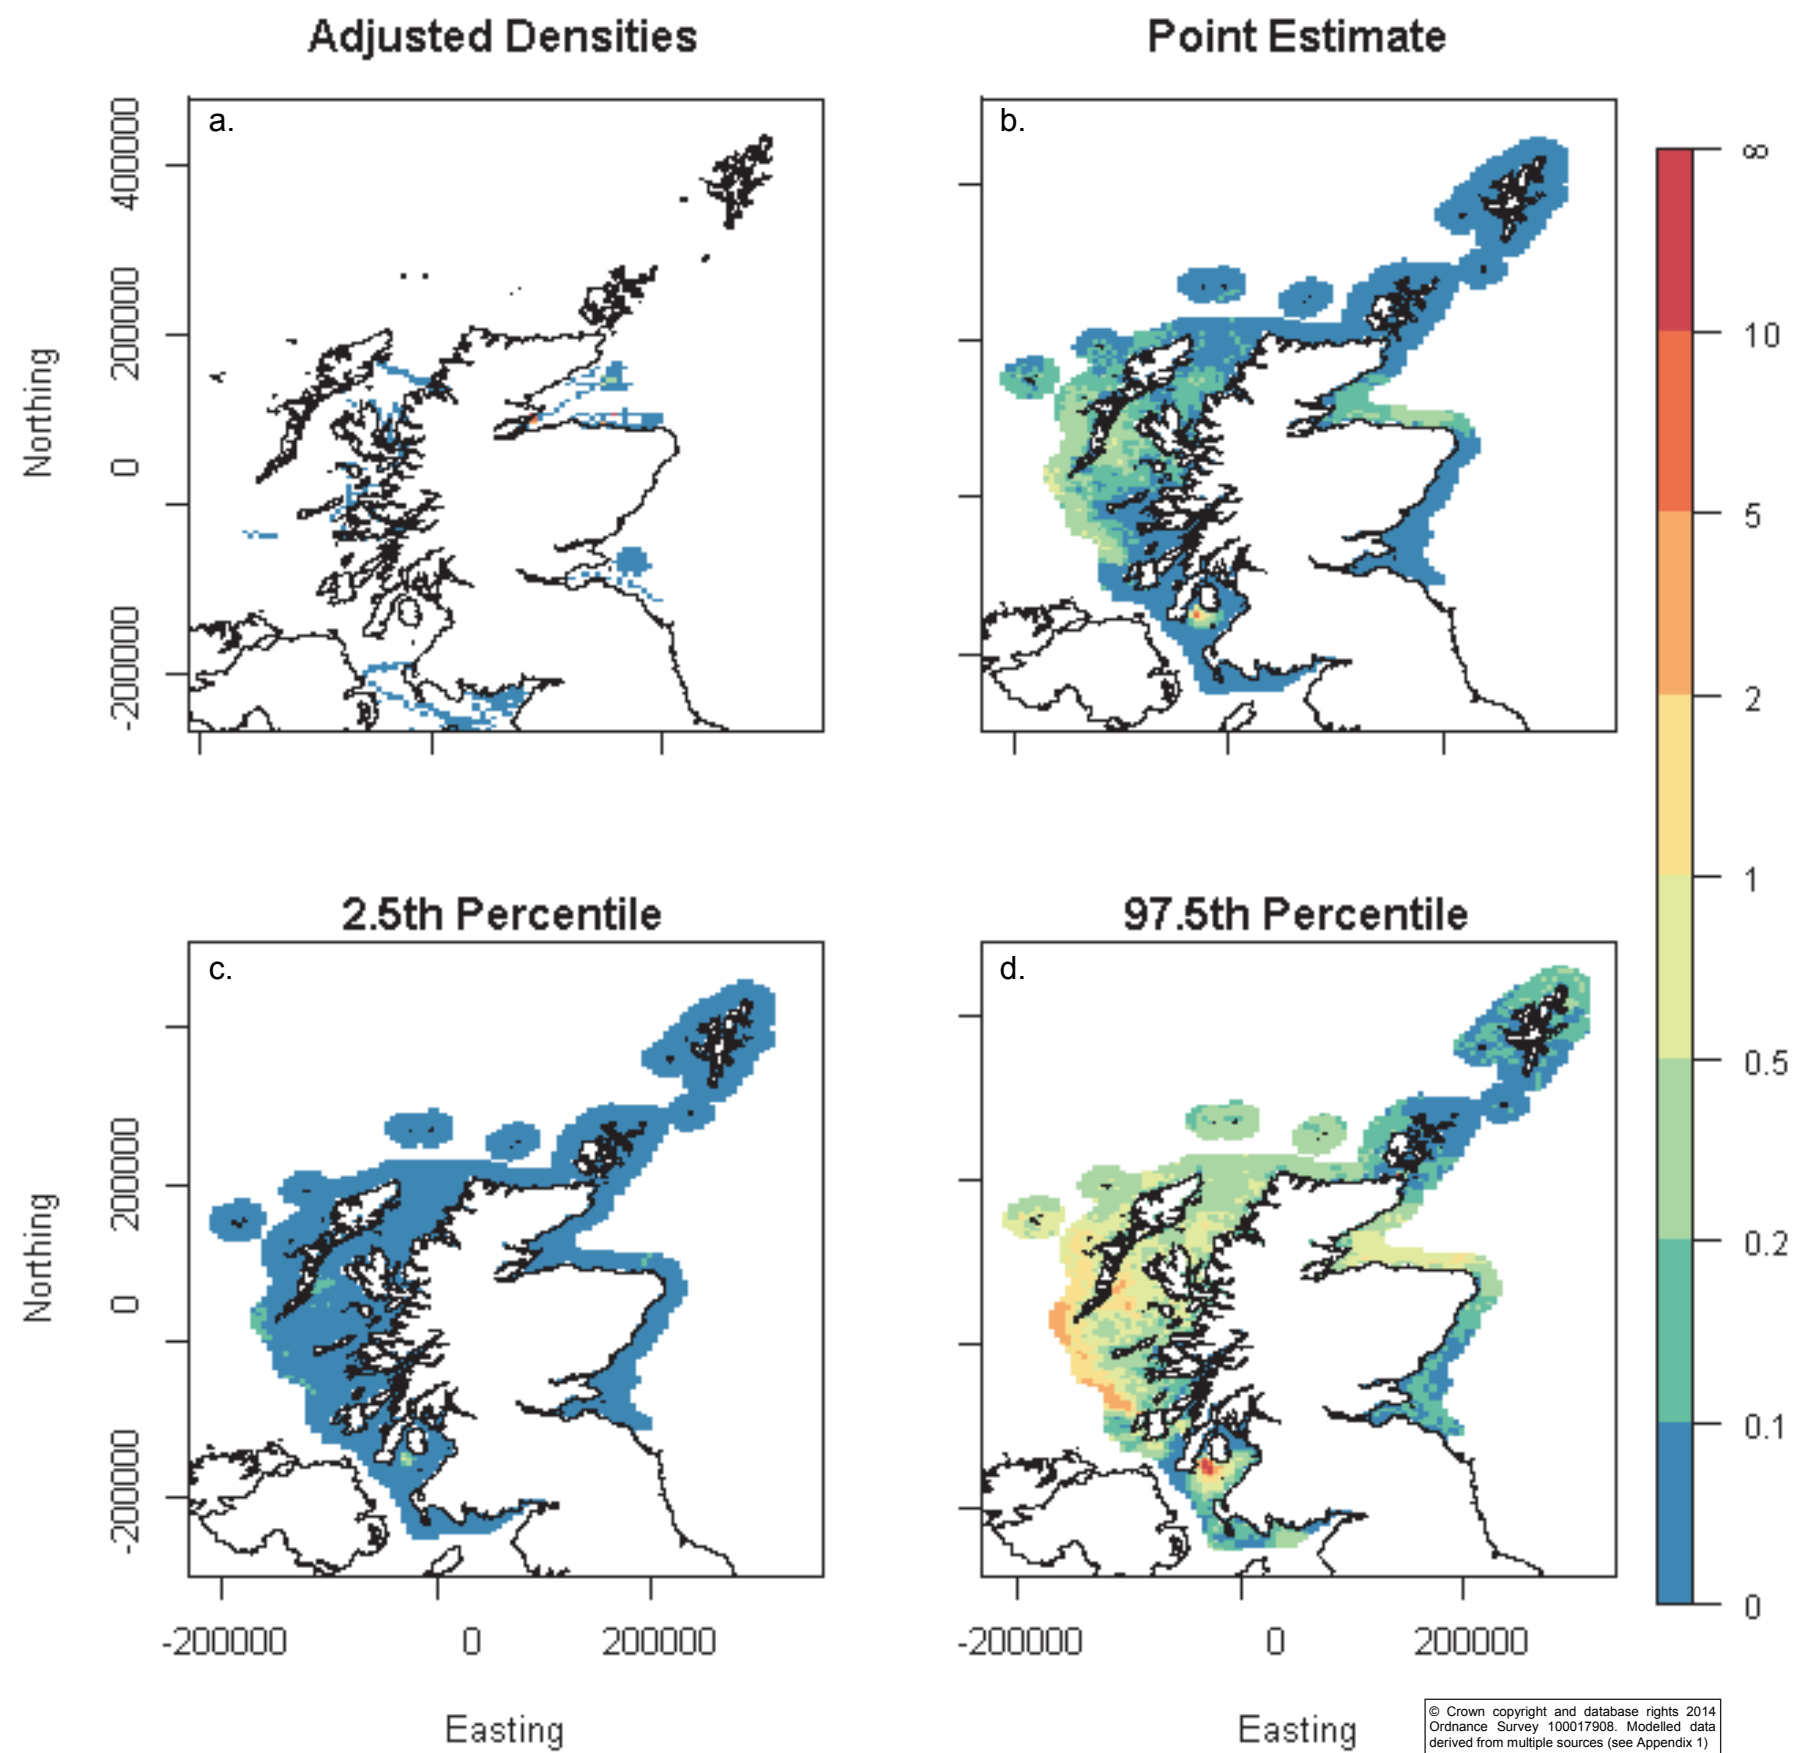 Adjusted Densities
Point Estimate
a.
b.
Northing
400000
200000
0
-200000
∞
10
5
2
1
0.5
0.2
0.1
0
2.5th Percentile
97.5th Percentile
c.
d.
Northing
200000
0
-200000
-200000 0 200000
-200000 0 200000
Easting
Easting
© Crown copyright and database rights 2014
Ordnance Survey 100017908. Modelled data
derived from multiple sources (see Appendix 1)